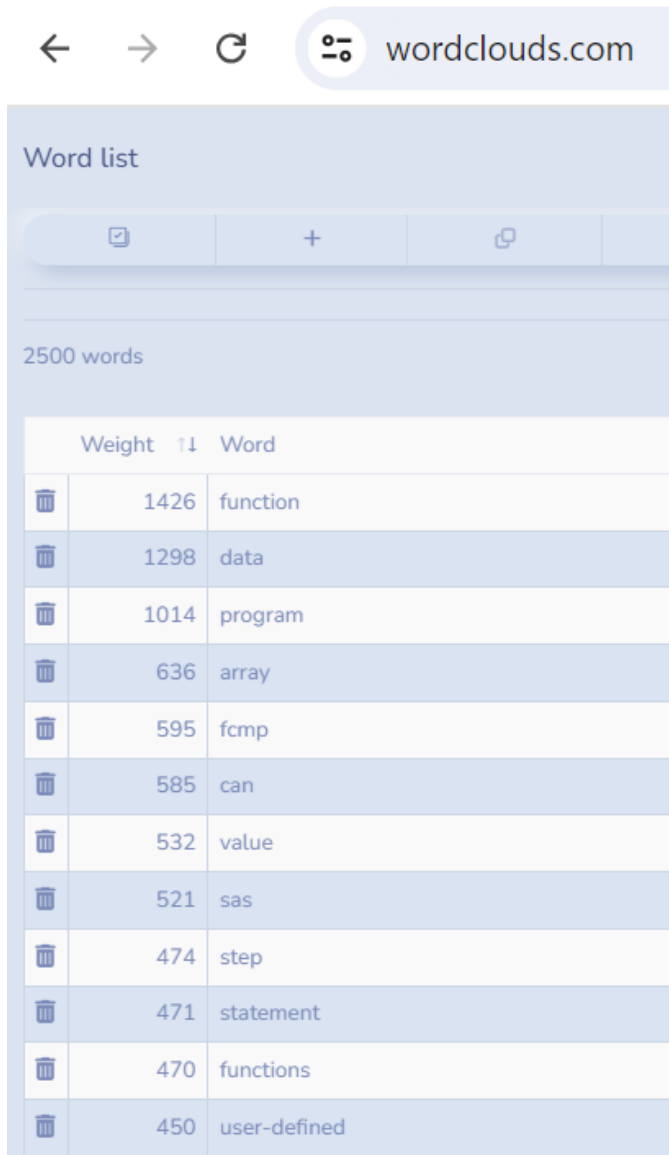 wordclouds.com
Word list
2500 words
Weight Word
1426 function
1298 data
1014 program
636 array
595 fcmp
585 can
532 value
521 sas
474 step
471 statement
470 functions
450 user-defined